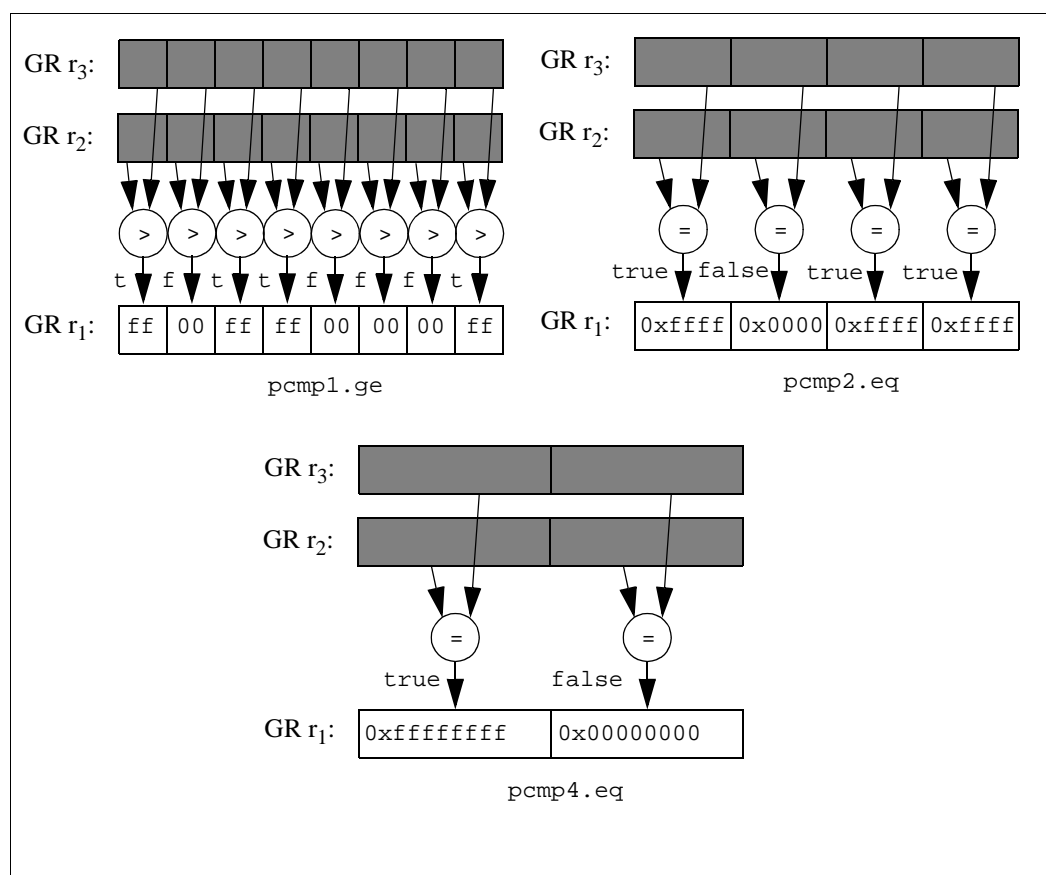 GR r3:
GR r2:
> > > > > > > >
t f t t f f f t
GR r1: ff 00 ff ff 00 00 00 ff
pcmp1.ge
GR r3:
GR r2:
= = = =
true false true true
GR r1: 0xffff 0x0000 0xffff 0xffff
pcmp2.eq
GR r3:
GR r2:
= =
true false
GR r1: 0xffffffff 0x00000000
pcmp4.eq